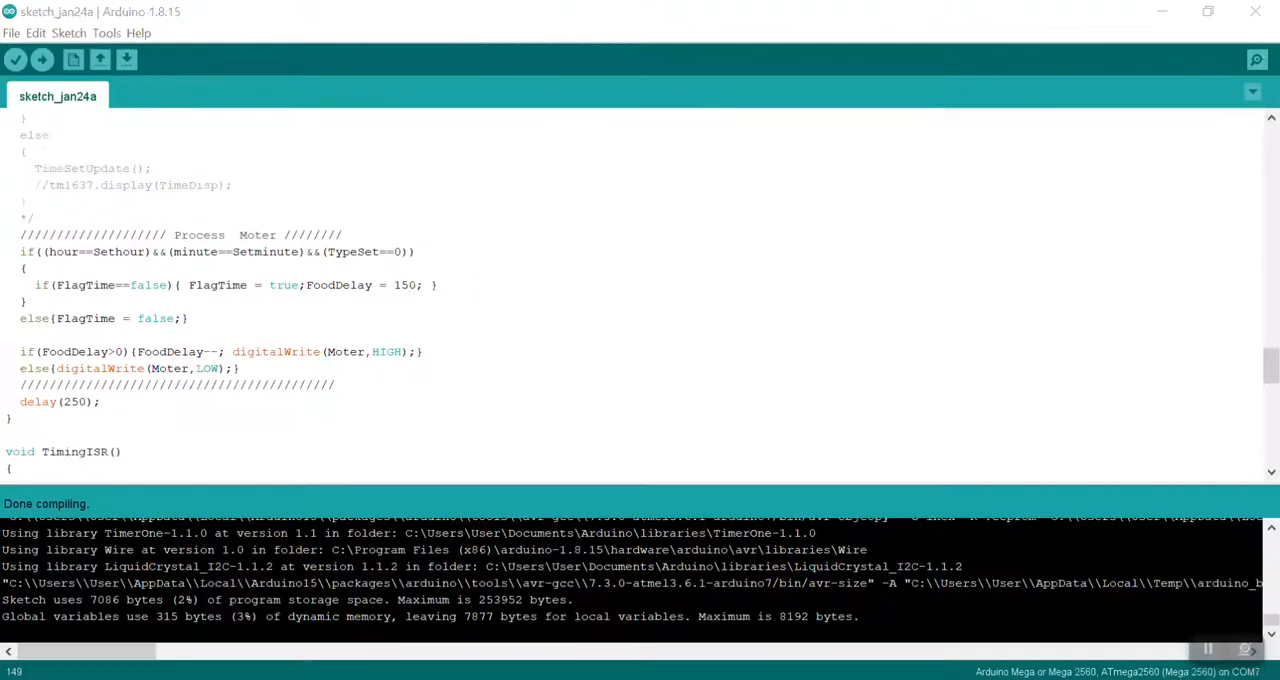 sketch_jan24a | Arduino 1.8.15
File Edit Sketch Tools Help
sketch_jan24a
}
else
{
TimeSetUpdate();
//tm1637.display(TimeDisp);
}
*/
//////////////////// Process  Moter ////////
if((hour==Sethour)&&(minute==Setminute)&&(TypeSet==0))
{
if(FlagTime==false){ FlagTime = true;FoodDelay = 150; }
}
else{FlagTime = false;}
if(FoodDelay>0){FoodDelay--; digitalWrite(Moter,HIGH);}
else{digitalWrite(Moter,LOW);}
///////////////////////////////////////////
delay(250);
}
void TimingISR()
{
Done compiling.
Using library TimerOne-1.1.0 at version 1.1 in folder: C:\Users\User\Documents\Arduino\libraries\TimerOne-1.1.0
Using library Wire at version 1.0 in folder: C:\Program Files (x86)\arduino-1.8.15\hardware\arduino\avr\libraries\Wire
Using library LiquidCrystal_I2C-1.1.2 at version 1.1.2 in folder: C:\Users\User\Documents\Arduino\libraries\LiquidCrystal_I2C-1.1.2
"C:\\Users\\User\\AppData\\Local\\Arduino15\\packages\\arduino\\tools\\avr-gcc\\7.3.0-atmel3.6.1-arduino7/bin/avr-size" -A "C:\\Users\\User\\AppData\\Local\\Temp\\arduino_b
Sketch uses 7086 bytes (2%) of program storage space. Maximum is 253952 bytes.
Global variables use 315 bytes (3%) of dynamic memory, leaving 7877 bytes for local variables. Maximum is 8192 bytes.
149
Arduino Mega or Mega 2560, ATmega2560 (Mega 2560) on COM7